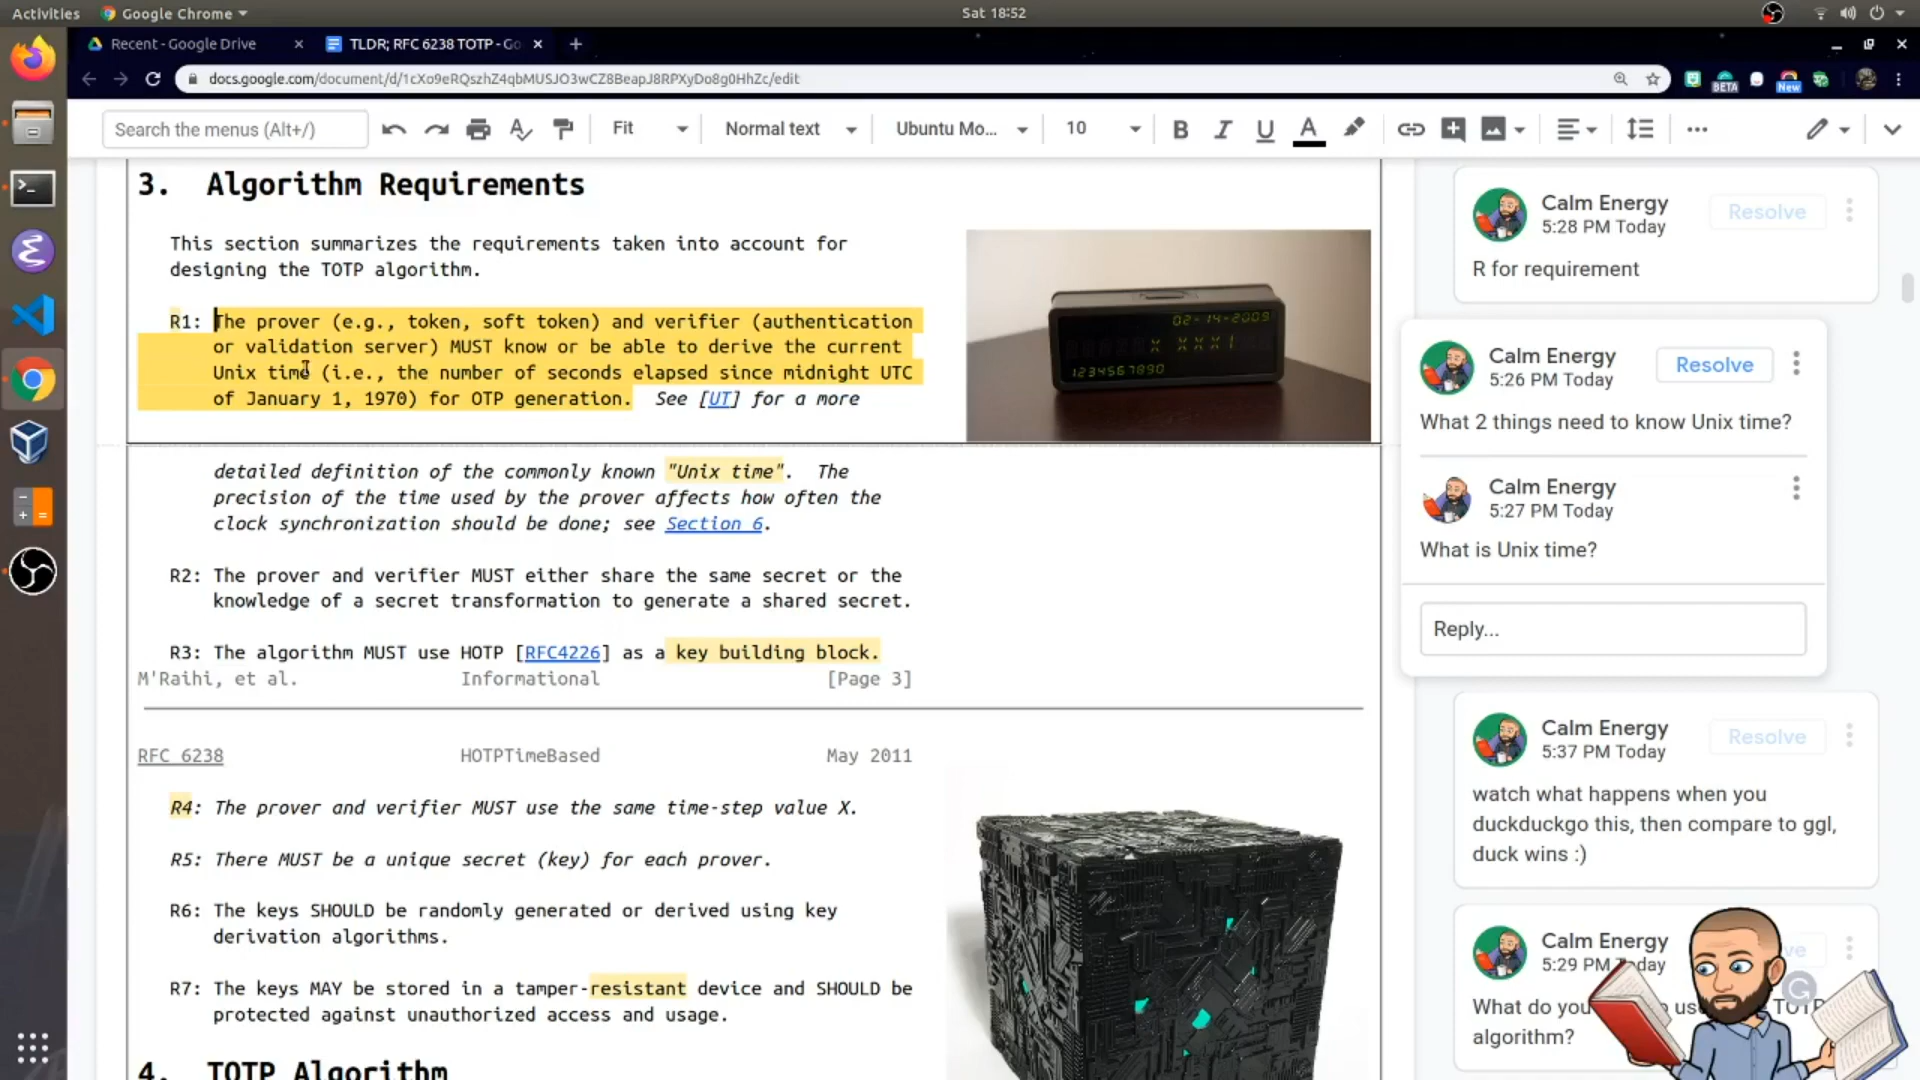 Activities
Google Chrome
Sat 18:52
Recent - Google Drive
TLDR; RFC 6238 TOTP - Go
docs.google.com/document/d/1cXo9eRQszhZ4qbMUSJO3wCZ8BeapJ8RPXyDo8g0HhZc/edit
BETA
New
Search the menus (Alt+/)
Fit
Normal text
Ubuntu Mo...
10
B
I
U
A
3. Algorithm Requirements
This section summarizes the requirements taken into account for
designing the TOTP algorithm.
R1: The prover (e.g., token, soft token) and verifier (authentication
or validation server) MUST know or be able to derive the current
Unix time (i.e., the number of seconds elapsed since midnight UTC
of January 1, 1970) for OTP generation. See [UT] for a more
02-14-2009
X XXX1
1234567890
detailed definition of the commonly known "Unix time". The
precision of the time used by the prover affects how often the
clock synchronization should be done; see Section 6.
R2: The prover and verifier MUST either share the same secret or the
knowledge of a secret transformation to generate a shared secret.
R3: The algorithm MUST use HOTP [RFC4226] as a key building block.
M'Raihi, et al. Informational [Page 3]
RFC 6238 HOTPTimeBased May 2011
R4: The prover and verifier MUST use the same time-step value X.
R5: There MUST be a unique secret (key) for each prover.
R6: The keys SHOULD be randomly generated or derived using key
derivation algorithms.
R7: The keys MAY be stored in a tamper-resistant device and SHOULD be
protected against unauthorized access and usage.
4. TOTP Algorithm
Calm Energy
5:28 PM Today
Resolve
R for requirement
Calm Energy
5:26 PM Today
Resolve
What 2 things need to know Unix time?
Calm Energy
5:27 PM Today
What is Unix time?
Reply...
Calm Energy
5:37 PM Today
Resolve
watch what happens when you
duckduckgo this, then compare to ggl,
duck wins :)
Calm Energy
5:29 PM Today
What do you
algorithm?